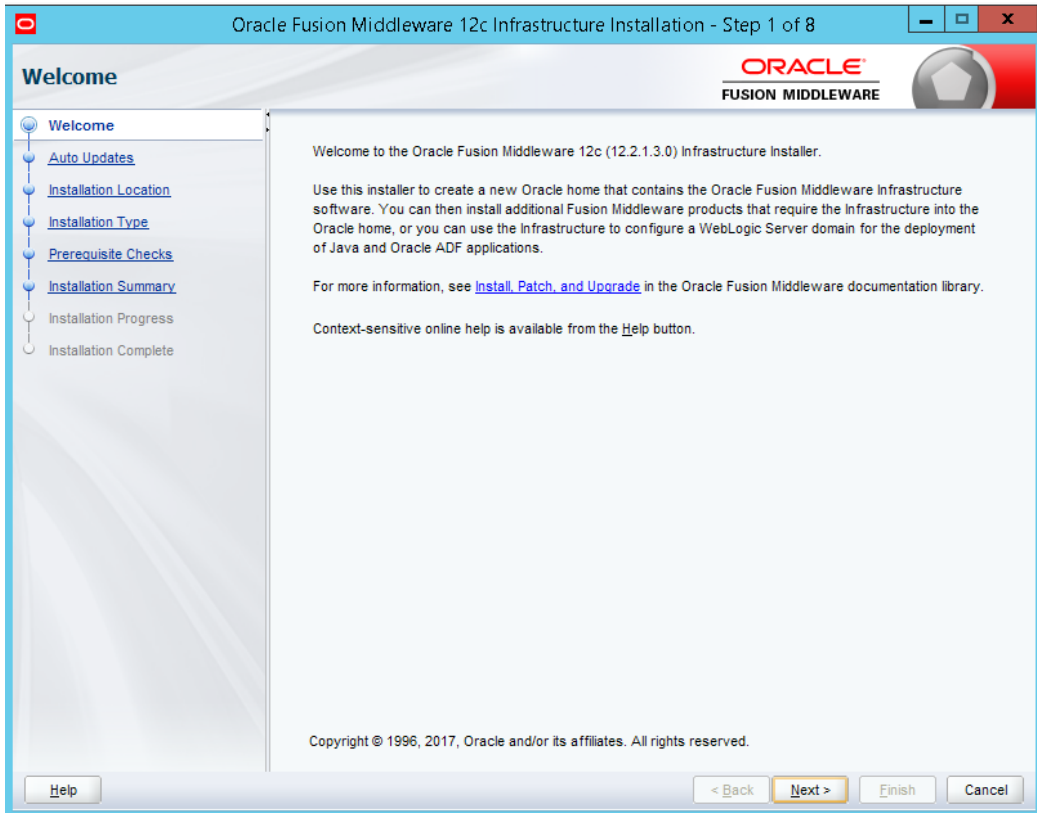 Oracle Fusion Middleware 12c Infrastructure Installation - Step 1 of 8
Welcome
ORACLE®
FUSION MIDDLEWARE
Welcome
Auto Updates
Installation Location
Installation Type
Prerequisite Checks
Installation Summary
Installation Progress
Installation Complete
Welcome to the Oracle Fusion Middleware 12c (12.2.1.3.0) Infrastructure Installer.
Use this installer to create a new Oracle home that contains the Oracle Fusion Middleware Infrastructure
software. You can then install additional Fusion Middleware products that require the Infrastructure into the
Oracle home, or you can use the Infrastructure to configure a WebLogic Server domain for the deployment
of Java and Oracle ADF applications.
For more information, see Install, Patch, and Upgrade in the Oracle Fusion Middleware documentation library.
Context-sensitive online help is available from the Help button.
Copyright © 1996, 2017, Oracle and/or its affiliates. All rights reserved.
Help
< Back
Next >
Finish
Cancel